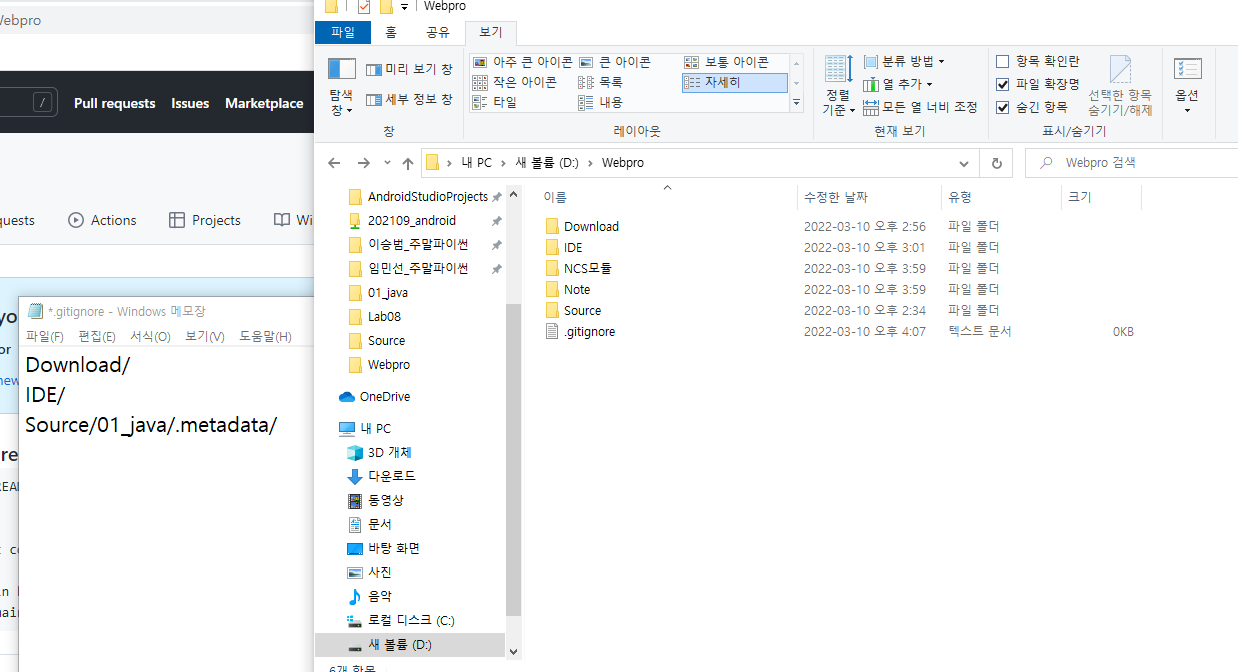 Webpro
/
Pull requests
Issues
Marketplace
quests
Actions
Projects
Wi
*.gitignore - Windows 메모장
파일(F) 편집(E) 서식(O) 보기(V) 도움말(H)
Download/
IDE/
Source/01_java/.metadata/
Webpro
파일 홈 공유 보기
탐색 창
미리 보기 창
세부 정보 창
창
아주 큰 아이콘 큰 아이콘 보통 아이콘
작은 아이콘 목록 자세히
타일 내용
레이아웃
정렬 기준
분류 방법
열 추가
모든 열 너비 조정
현재 보기
항목 확인란
파일 확장명
숨긴 항목
선택한 항목 숨기기/해제
표시/숨기기
옵션
내 PC > 새 볼륨 (D:) > Webpro
Webpro 검색
AndroidStudioProjects
202109_android
이승범_주말파이썬
임민선_주말파이썬
01_java
Lab08
Source
Webpro
OneDrive
내 PC
3D 개체
다운로드
동영상
문서
바탕 화면
사진
음악
로컬 디스크 (C:)
새 볼륨 (D:)
이름 수정한 날짜 유형 크기
Download 2022-03-10 오후 2:56 파일 폴더
IDE 2022-03-10 오후 3:01 파일 폴더
NCS모듈 2022-03-10 오후 3:59 파일 폴더
Note 2022-03-10 오후 3:59 파일 폴더
Source 2022-03-10 오후 2:34 파일 폴더
.gitignore 2022-03-10 오후 4:07 텍스트 문서 0KB
6개 항목